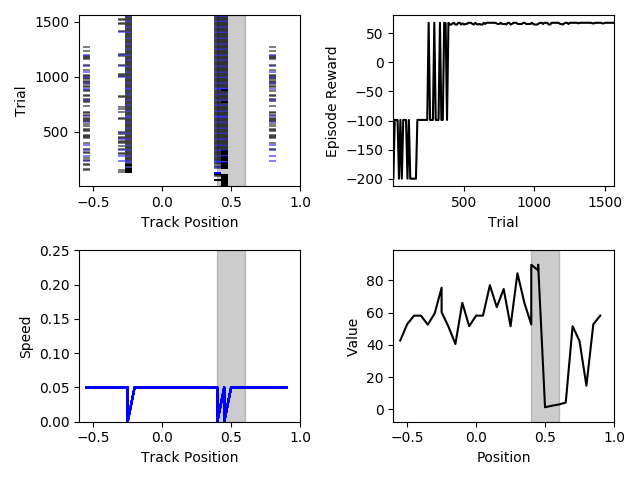 1500
1000
500
Trial
−0.5 0.0 0.5 1.0
Track Position
50
0
−50
−100
−150
−200
Episode Reward
500 1000 1500
Trial
0.25
0.20
0.15
0.10
0.05
0.00
Speed
−0.5 0.0 0.5 1.0
Track Position
80
60
40
20
0
Value
−0.5 0.0 0.5 1.0
Position